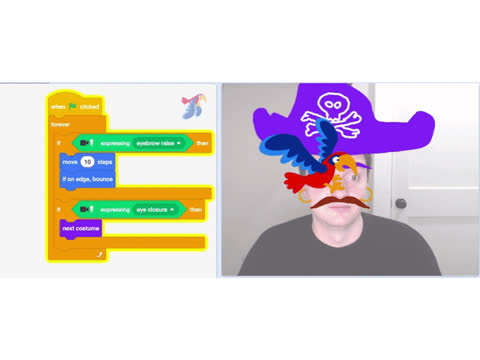 when clicked
forever
if expressing eyebrow raise then
move 10 steps
if on edge, bounce
if expressing eye closure then
next costume